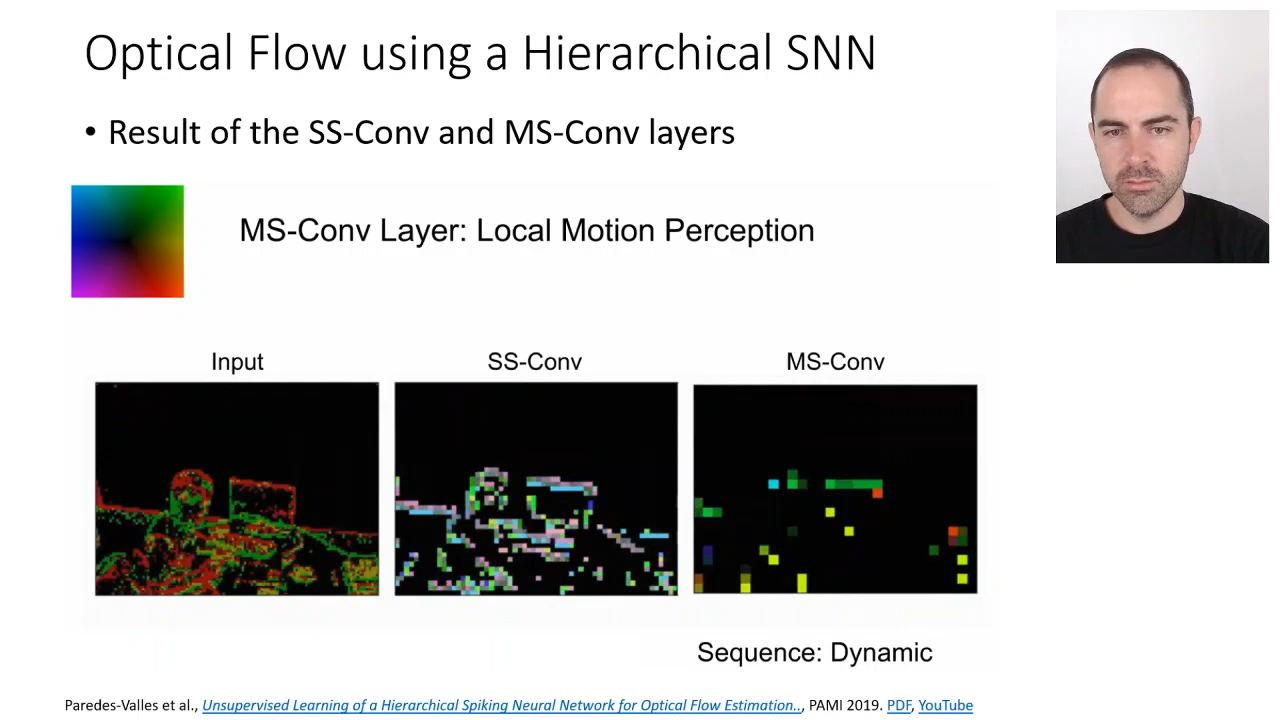 Optical Flow using a Hierarchical SNN
• Result of the SS-Conv and MS-Conv layers
MS-Conv Layer: Local Motion Perception
Input
SS-Conv
MS-Conv
Sequence: Dynamic
Paredes-Valles et al., Unsupervised Learning of a Hierarchical Spiking Neural Network for Optical Flow Estimation.., PAMI 2019. PDF, YouTube